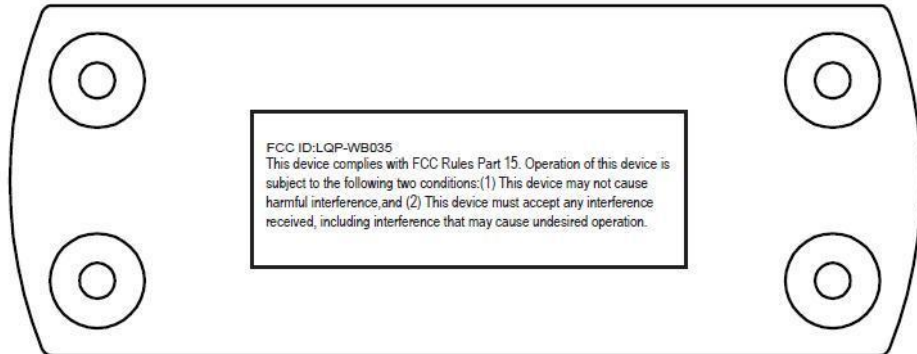 FCC ID:LQP-WB035
This device complies with FCC Rules Part 15. Operation of this device is
subject to the following two conditions:(1) This device may not cause
harmful interference,and (2) This device must accept any interference
received, including interference that may cause undesired operation.